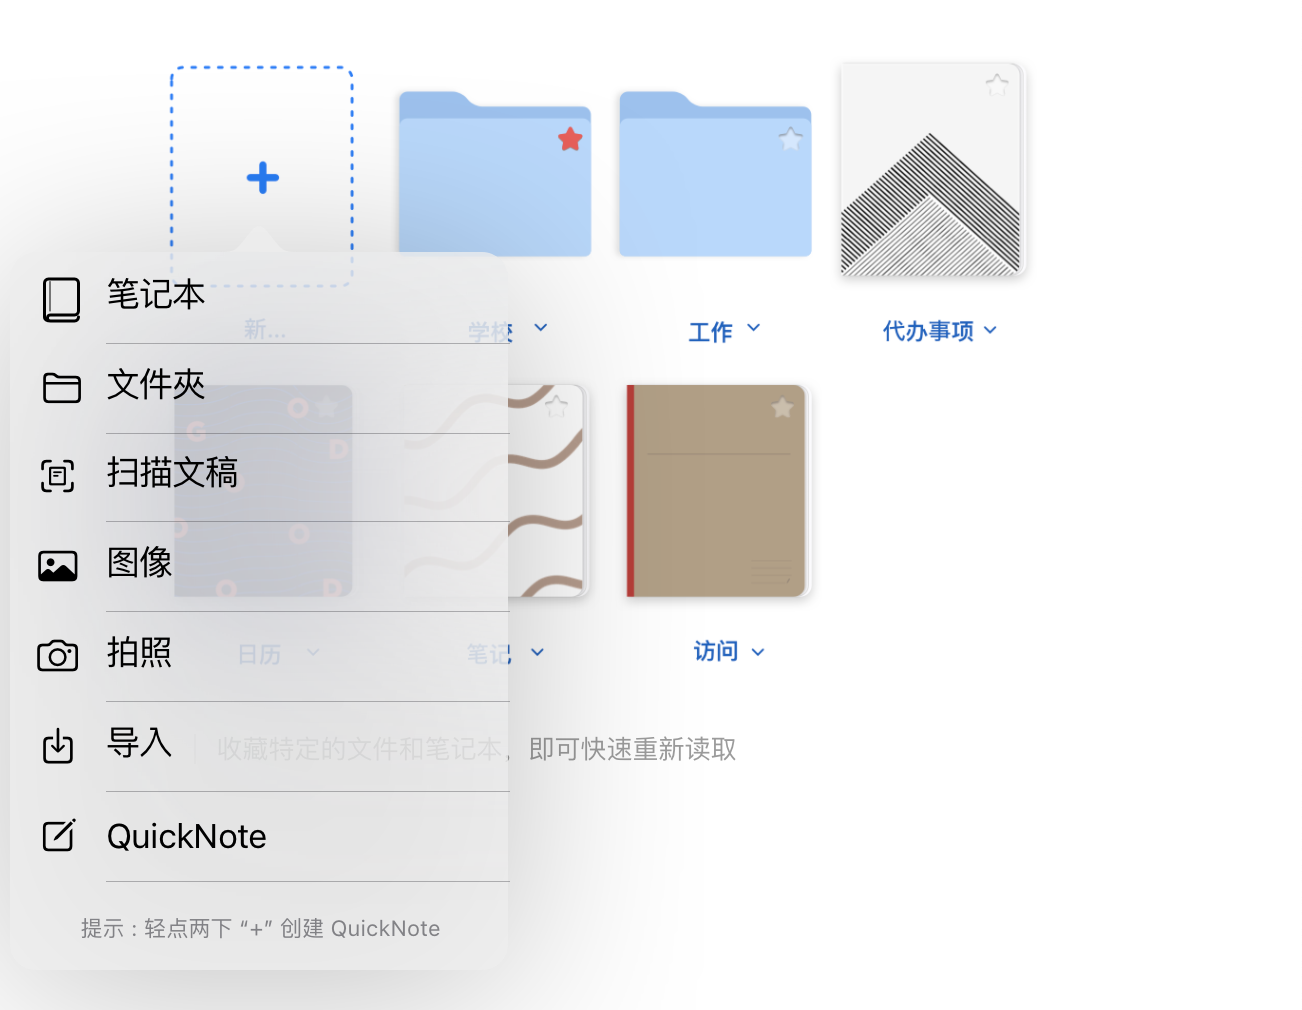 新...
学校
工作
代办事项
笔记本
文件夾
扫描文稿
图像
拍照
导入
QuickNote
提示：轻点两下 “+” 创建 QuickNote
G
O
D
O
O
O
D
日历
笔记
访问
收藏特定的文件和笔记本，即可快速重新读取